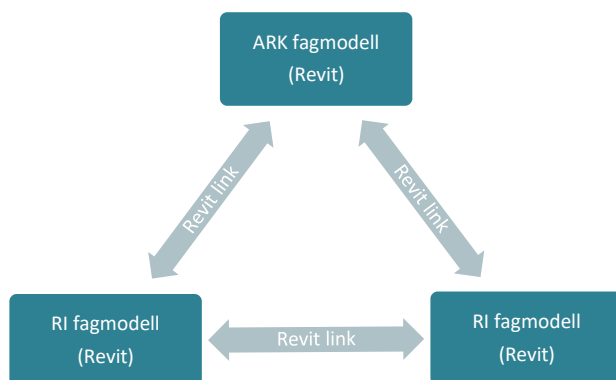 ARK fagmodell
(Revit)
Revit link
Revit link
RI fagmodell
(Revit)
Revit link
RI fagmodell
(Revit)